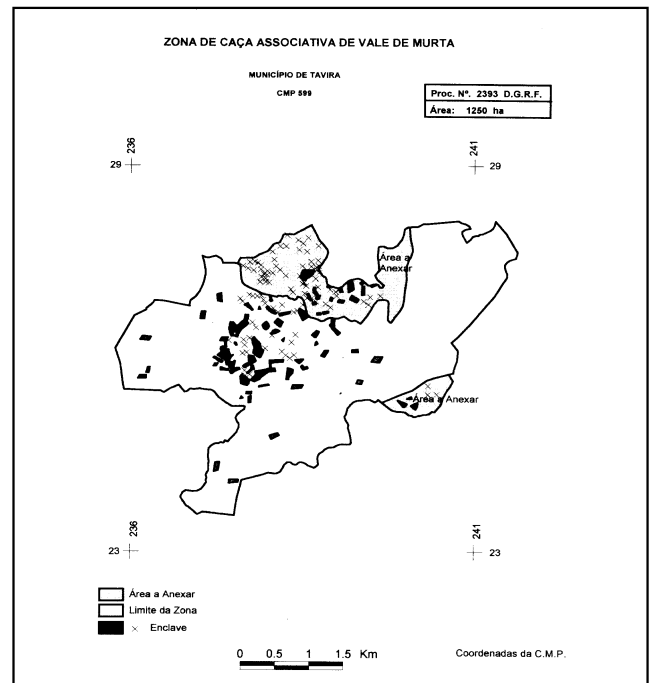 ZONA DE CAÇA ASSOCIATIVA DE VALE DE MURTA
MUNICÍPIO DE TAVIRA
CMP 599
Proc. Nº. 2393 D.G.R.F.
Área: 1250 ha
236
241
29
29
Área a
Anexar
Área a Anexar
236
241
23
23
Área a Anexar
Limite da Zona
Enclave
0 0.5 1 1.5 Km
Coordenadas da C.M.P.